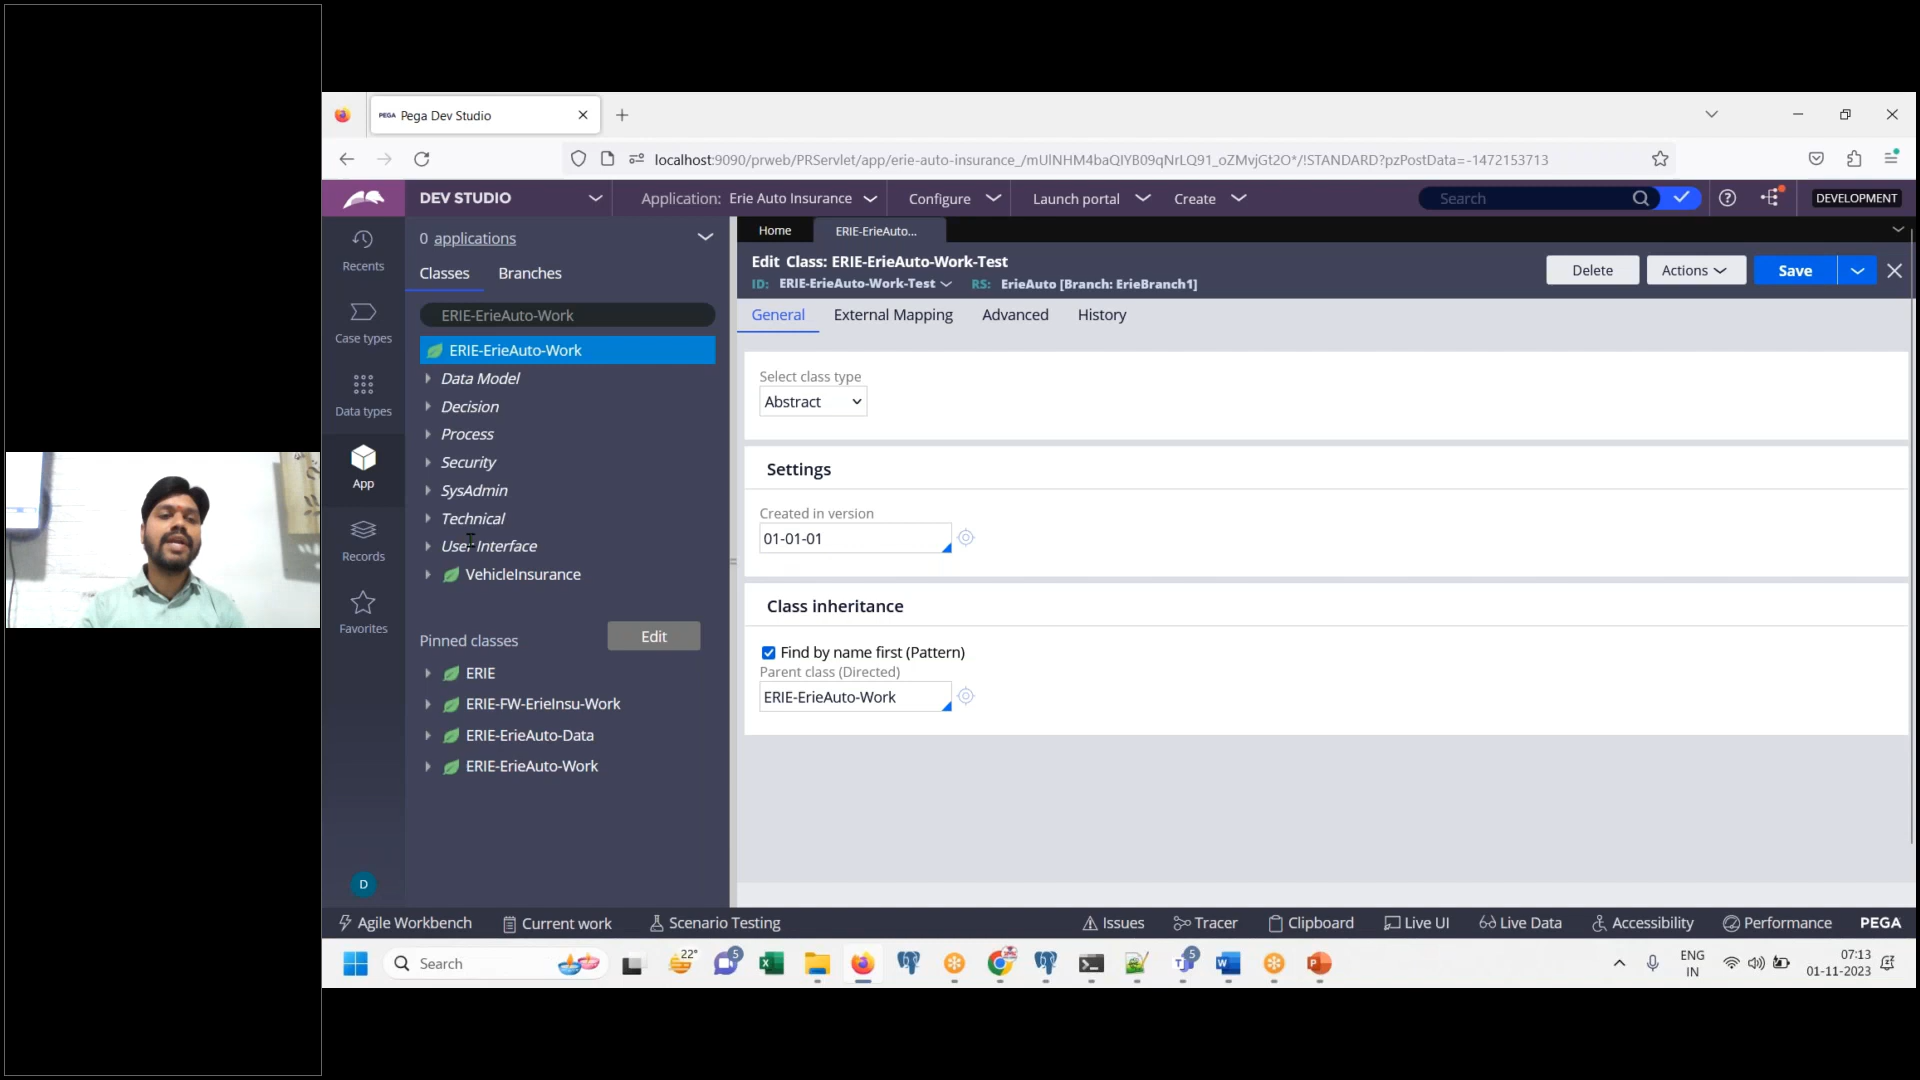 PEGA Pega Dev Studio
localhost:9090/prweb/PRServlet/app/erie-auto-insurance_/mUlNHM4baQIYB09qNrLQ91_oZMvjGt2O*/!STANDARD?pzPostData=-1472153713
DEV STUDIO
Application: Erie Auto Insurance
Configure
Launch portal
Create
Search
DEVELOPMENT
Recents
Case types
Data types
App
Records
Favorites
D
0 applications
Classes
Branches
ERIE-ErieAuto-Work
ERIE-ErieAuto-Work
Data Model
Decision
Process
Security
SysAdmin
Technical
User Interface
VehicleInsurance
Pinned classes
Edit
ERIE
ERIE-FW-ErieInsu-Work
ERIE-ErieAuto-Data
ERIE-ErieAuto-Work
Home
ERIE-ErieAuto...
Edit Class: ERIE-ErieAuto-Work-Test
ID: ERIE-ErieAuto-Work-Test RS: ErieAuto [Branch: ErieBranch1]
Delete
Actions
Save
General
External Mapping
Advanced
History
Select class type
Abstract
Settings
Created in version
01-01-01
Class inheritance
Find by name first (Pattern)
Parent class (Directed)
ERIE-ErieAuto-Work
Agile Workbench
Current work
Scenario Testing
Issues
Tracer
Clipboard
Live UI
Live Data
Accessibility
Performance
PEGA
Search
22°
5
5
ENG
IN
07:13
01-11-2023